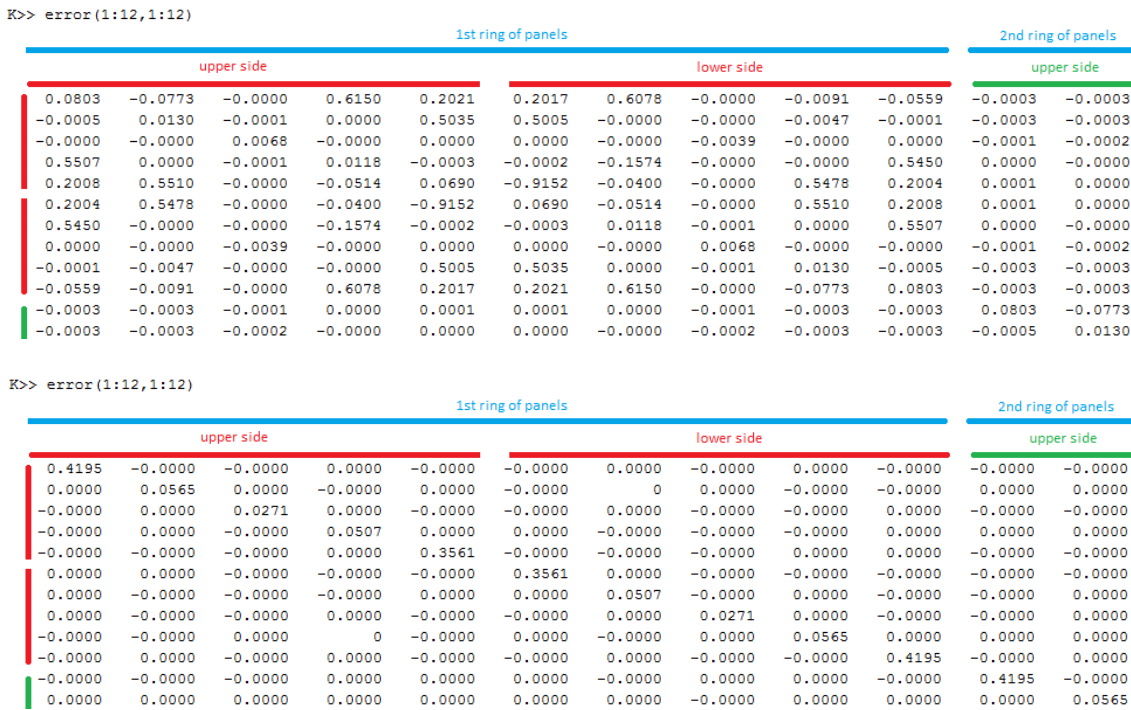 K>> error(1:12,1:12)
1st ring of panels 2nd ring of panels
upper side lower side upper side
0.0803 -0.0773 -0.0000 0.6150 0.2021 0.2017 0.6078 -0.0000 -0.0091 -0.0559 -0.0003 -0.0003
-0.0005 0.0130 -0.0001 0.0000 0.5035 0.5005 -0.0000 -0.0000 -0.0047 -0.0001 -0.0003 -0.0003
-0.0000 -0.0000 0.0068 -0.0000 0.0000 0.0000 -0.0000 -0.0039 -0.0000 0.0000 -0.0001 -0.0002
0.5507 0.0000 -0.0001 0.0118 -0.0003 -0.0002 -0.1574 -0.0000 -0.0000 0.5450 0.0000 -0.0000
0.2008 0.5510 -0.0000 -0.0514 0.0690 -0.9152 -0.0400 -0.0000 0.5478 0.2004 0.0001 0.0000
0.2004 0.5478 -0.0000 -0.0400 -0.9152 0.0690 -0.0514 -0.0000 0.5510 0.2008 0.0001 0.0000
0.5450 -0.0000 -0.0000 -0.1574 -0.0002 -0.0003 0.0118 -0.0001 0.0000 0.5507 0.0000 -0.0000
0.0000 -0.0000 -0.0039 -0.0000 0.0000 0.0000 -0.0000 0.0068 -0.0000 -0.0000 -0.0001 -0.0002
-0.0001 -0.0047 -0.0000 -0.0000 0.5005 0.5035 0.0000 -0.0001 0.0130 -0.0005 -0.0003 -0.0003
-0.0559 -0.0091 -0.0000 0.6078 0.2017 0.2021 0.6150 -0.0000 -0.0773 0.0803 -0.0003 -0.0003
-0.0003 -0.0003 -0.0001 0.0000 0.0001 0.0001 0.0000 -0.0001 -0.0003 -0.0003 0.0803 -0.0773
-0.0003 -0.0003 -0.0002 -0.0000 0.0000 0.0000 -0.0000 -0.0002 -0.0003 -0.0003 -0.0005 0.0130
K>> error(1:12,1:12)
1st ring of panels 2nd ring of panels
upper side lower side upper side
0.4195 -0.0000 -0.0000 0.0000 -0.0000 -0.0000 0.0000 -0.0000 0.0000 -0.0000 -0.0000 -0.0000
0.0000 0.0565 0.0000 -0.0000 0.0000 -0.0000 0 0.0000 -0.0000 -0.0000 0.0000 0.0000
-0.0000 0.0000 0.0271 -0.0000 0.0000 -0.0000 0.0000 -0.0000 -0.0000 0.0000 -0.0000 -0.0000
-0.0000 0.0000 -0.0000 0.0507 0.0000 0.0000 -0.0000 -0.0000 -0.0000 0.0000 0.0000 -0.0000
-0.0000 -0.0000 -0.0000 0.0000 0.3561 0.0000 -0.0000 -0.0000 -0.0000 0.0000 -0.0000 0.0000
0.0000 0.0000 -0.0000 -0.0000 -0.0000 0.3561 0.0000 -0.0000 -0.0000 -0.0000 -0.0000 -0.0000
0.0000 -0.0000 -0.0000 -0.0000 0.0000 0.0000 0.0507 -0.0000 0.0000 -0.0000 0.0000 -0.0000
0.0000 -0.0000 -0.0000 0.0000 -0.0000 -0.0000 0.0000 0.0271 0.0000 -0.0000 -0.0000 -0.0000
-0.0000 -0.0000 0.0000 0 -0.0000 0.0000 -0.0000 0.0000 0.0565 0.0000 0.0000 0.0000
-0.0000 0.0000 -0.0000 0.0000 -0.0000 -0.0000 0.0000 -0.0000 -0.0000 0.4195 -0.0000 0.0000
-0.0000 -0.0000 -0.0000 0.0000 0.0000 0.0000 -0.0000 0.0000 0.0000 -0.0000 0.4195 -0.0000
0.0000 0.0000 0.0000 0.0000 0.0000 0.0000 0.0000 -0.0000 0.0000 0.0000 0.0000 0.0565